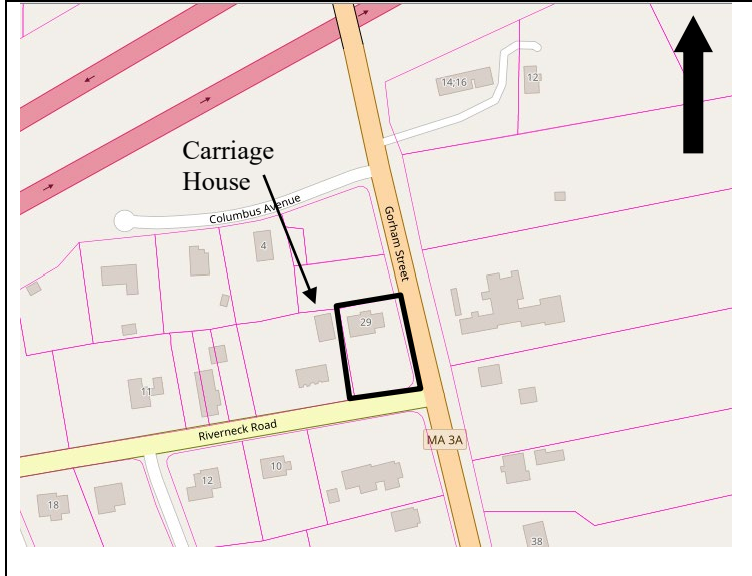 14;16
12
Carriage
House
Columbus Avenue
4
Gorham Street
29
11
Riverneck Road
MA 3A
10
12
18
38